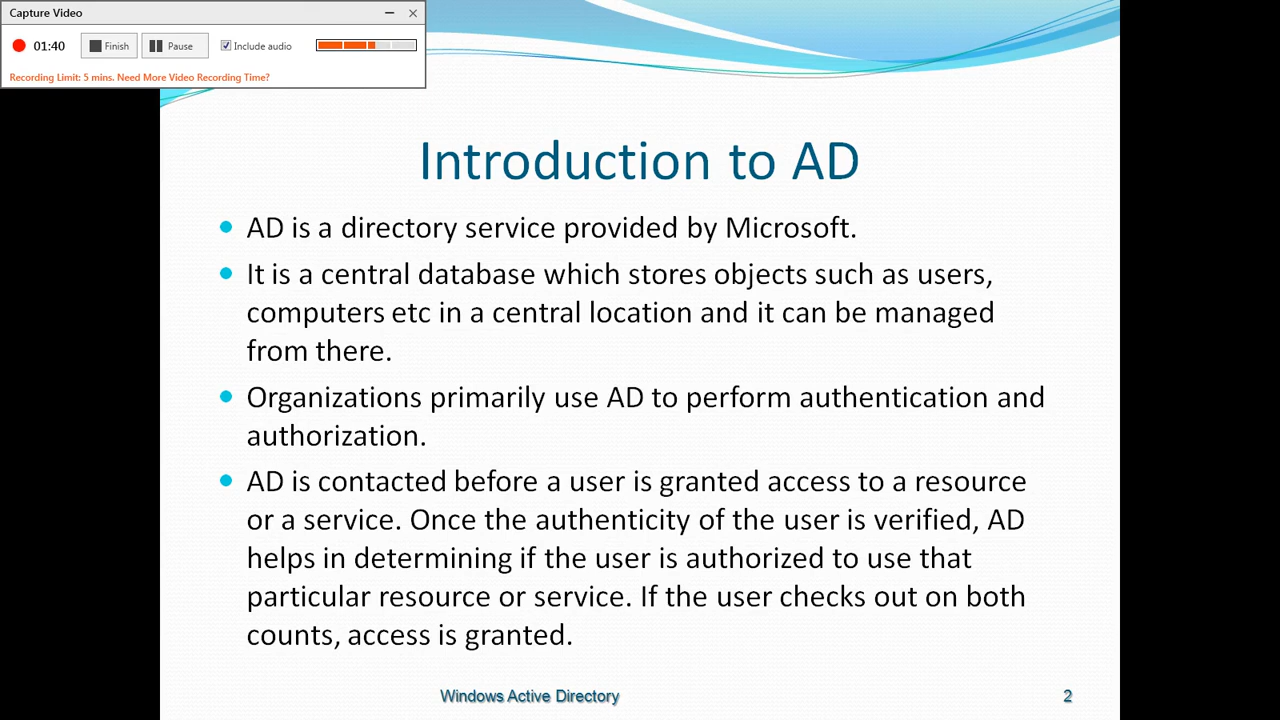 Capture Video
01:40
Finish
Pause
Include audio
Recording Limit: 5 mins. Need More Video Recording Time?
Introduction to AD
AD is a directory service provided by Microsoft.
It is a central database which stores objects such as users,
computers etc in a central location and it can be managed
from there.
Organizations primarily use AD to perform authentication and
authorization.
AD is contacted before a user is granted access to a resource
or a service. Once the authenticity of the user is verified, AD
helps in determining if the user is authorized to use that
particular resource or service. If the user checks out on both
counts, access is granted.
Windows Active Directory
2